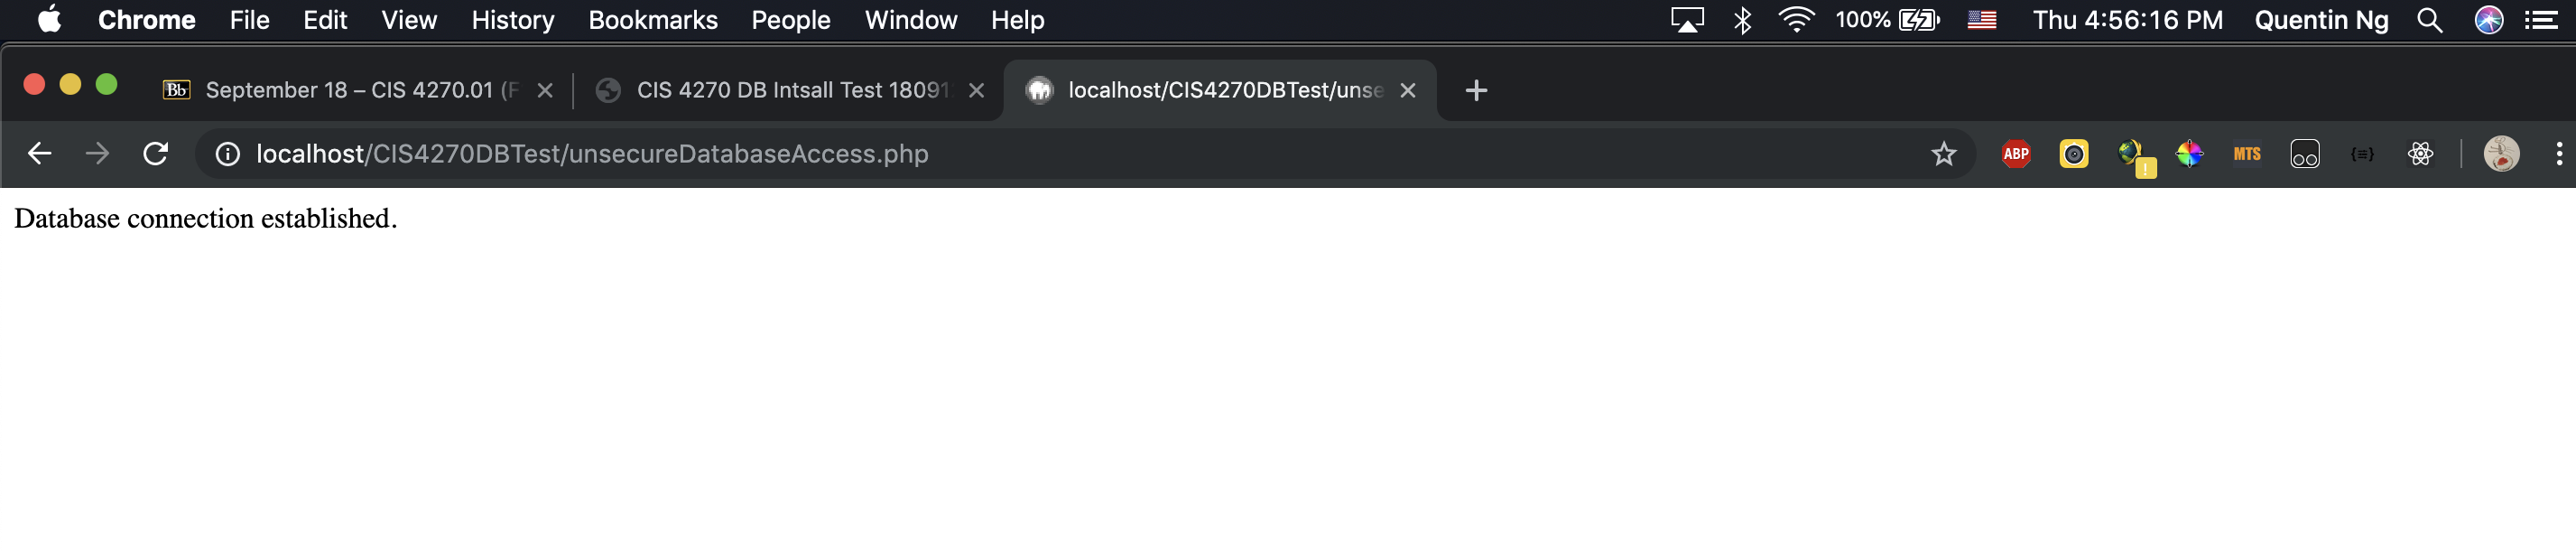 Chrome File Edit View History Bookmarks People Window Help 100% Thu 4:56:16 PM Quentin Ng
Bb September 18 – CIS 4270.01 (F CIS 4270 DB Intsall Test 18091 localhost/CIS4270DBTest/unse
localhost/CIS4270DBTest/unsecureDatabaseAccess.php ABP MTS
Database connection established.